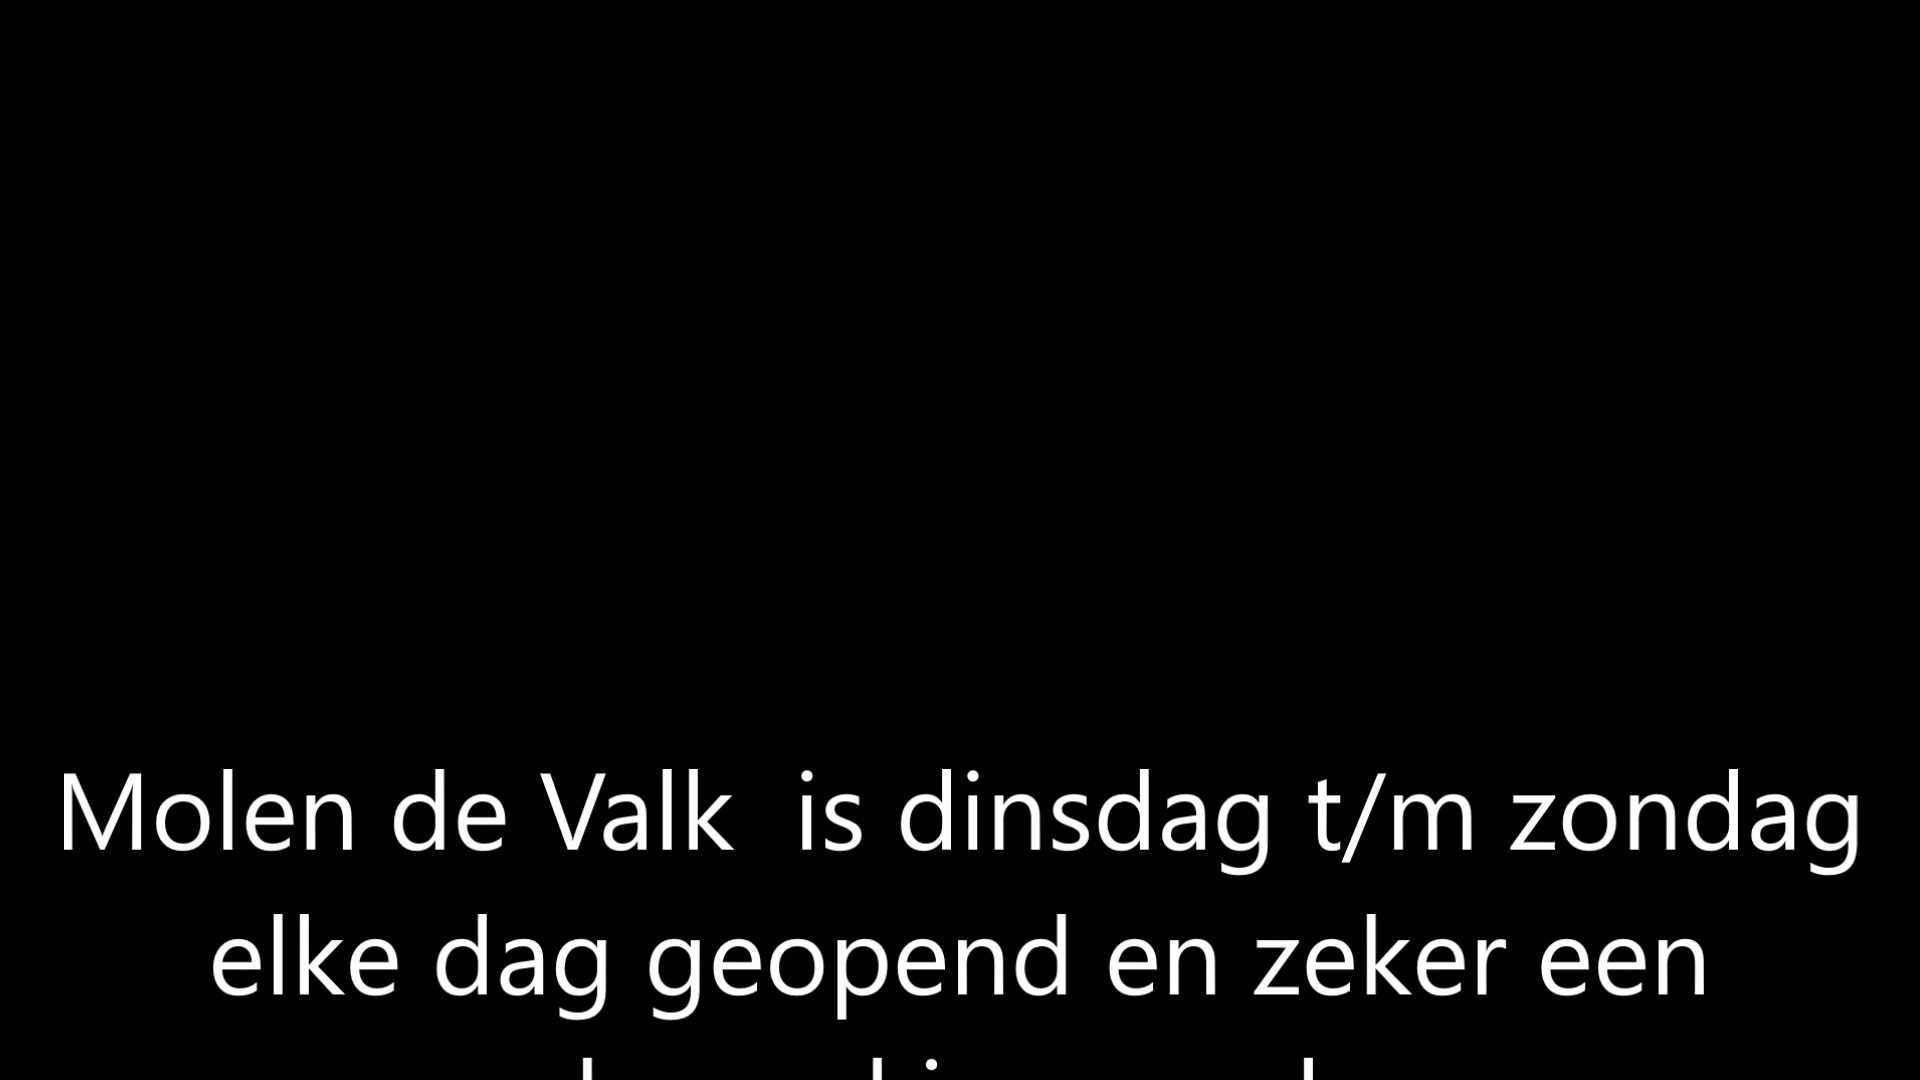 Molen de Valk  is dinsdag t/m zondag
elke dag geopend en zeker een